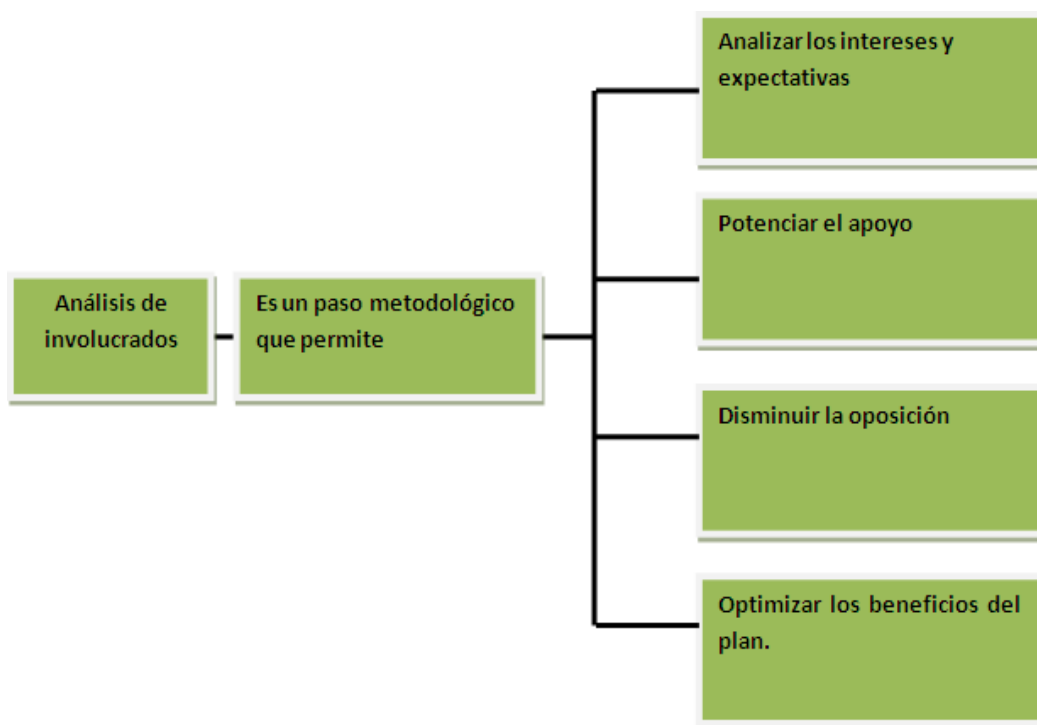 Análisis de
involucrados
Es un paso metodológico
que permite
Analizar los intereses y
expectativas
Potenciar el apoyo
Disminuir la oposición
Optimizar los beneficios del
plan.